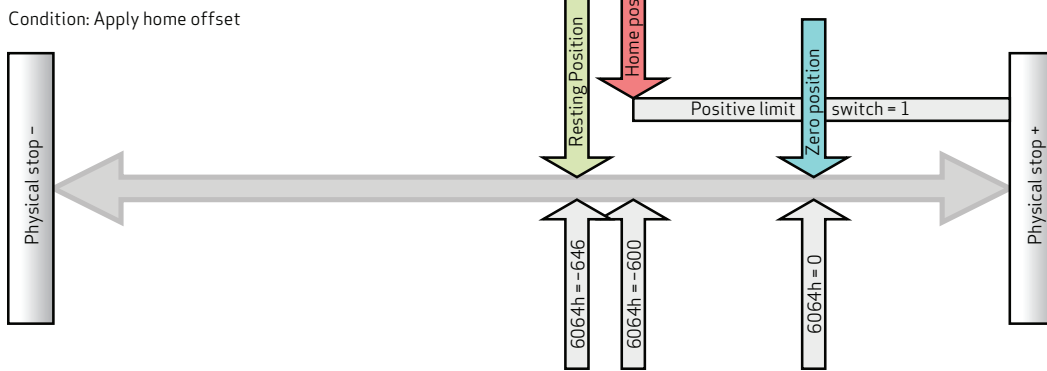 Condition: Apply home offset
Resting Position
Home pos
Positive limit switch = 1
Zero position
Physical stop –
Physical stop +
6064h = –646
6064h = –600
6064h = 0